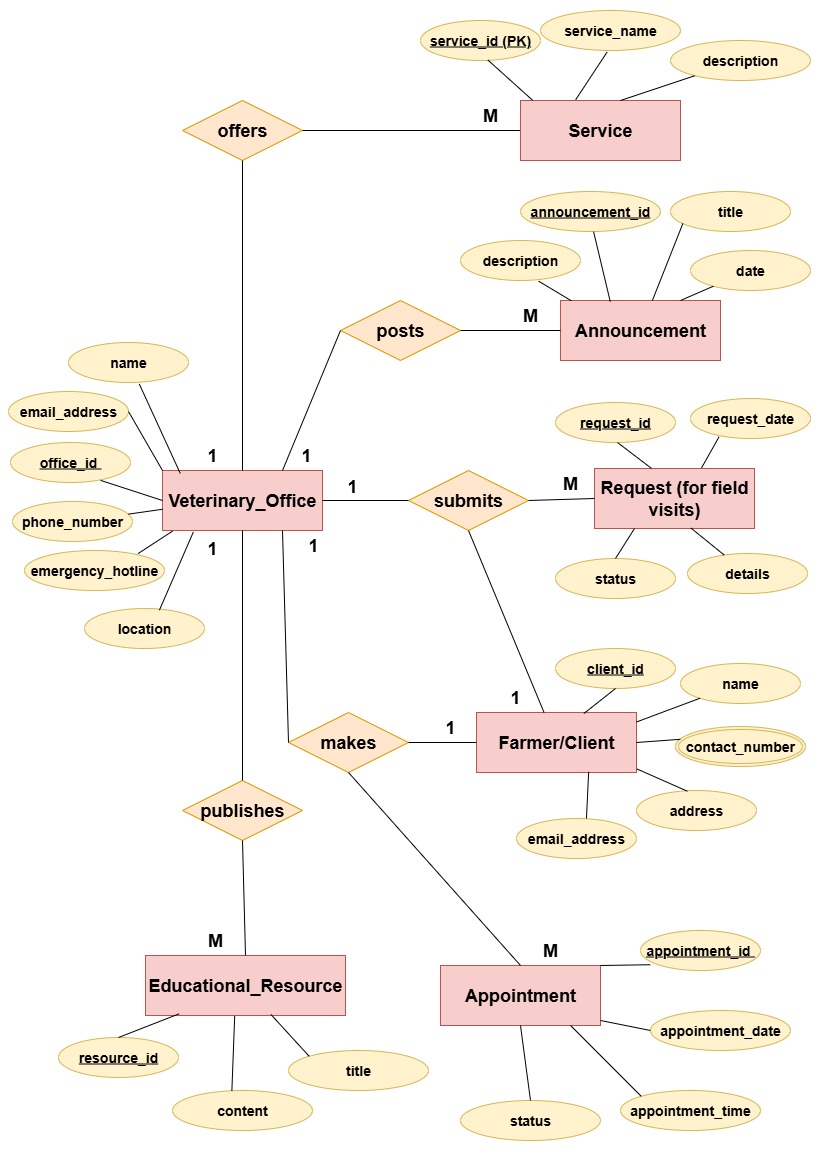 service_id (PK)
service_name
description
offers
M
Service
announcement_id
title
description
date
posts
M
Announcement
name
email_address
office_id
phone_number
emergency_hotline
location
1
1
Veterinary_Office
1
1
1
submits
M
request_id
request_date
Request (for field
visits)
status
details
client_id
name
contact_number
address
email_address
1
Farmer/Client
1
makes
publishes
M
Educational_Resource
resource_id
content
title
M
Appointment
appointment_id
appointment_date
appointment_time
status